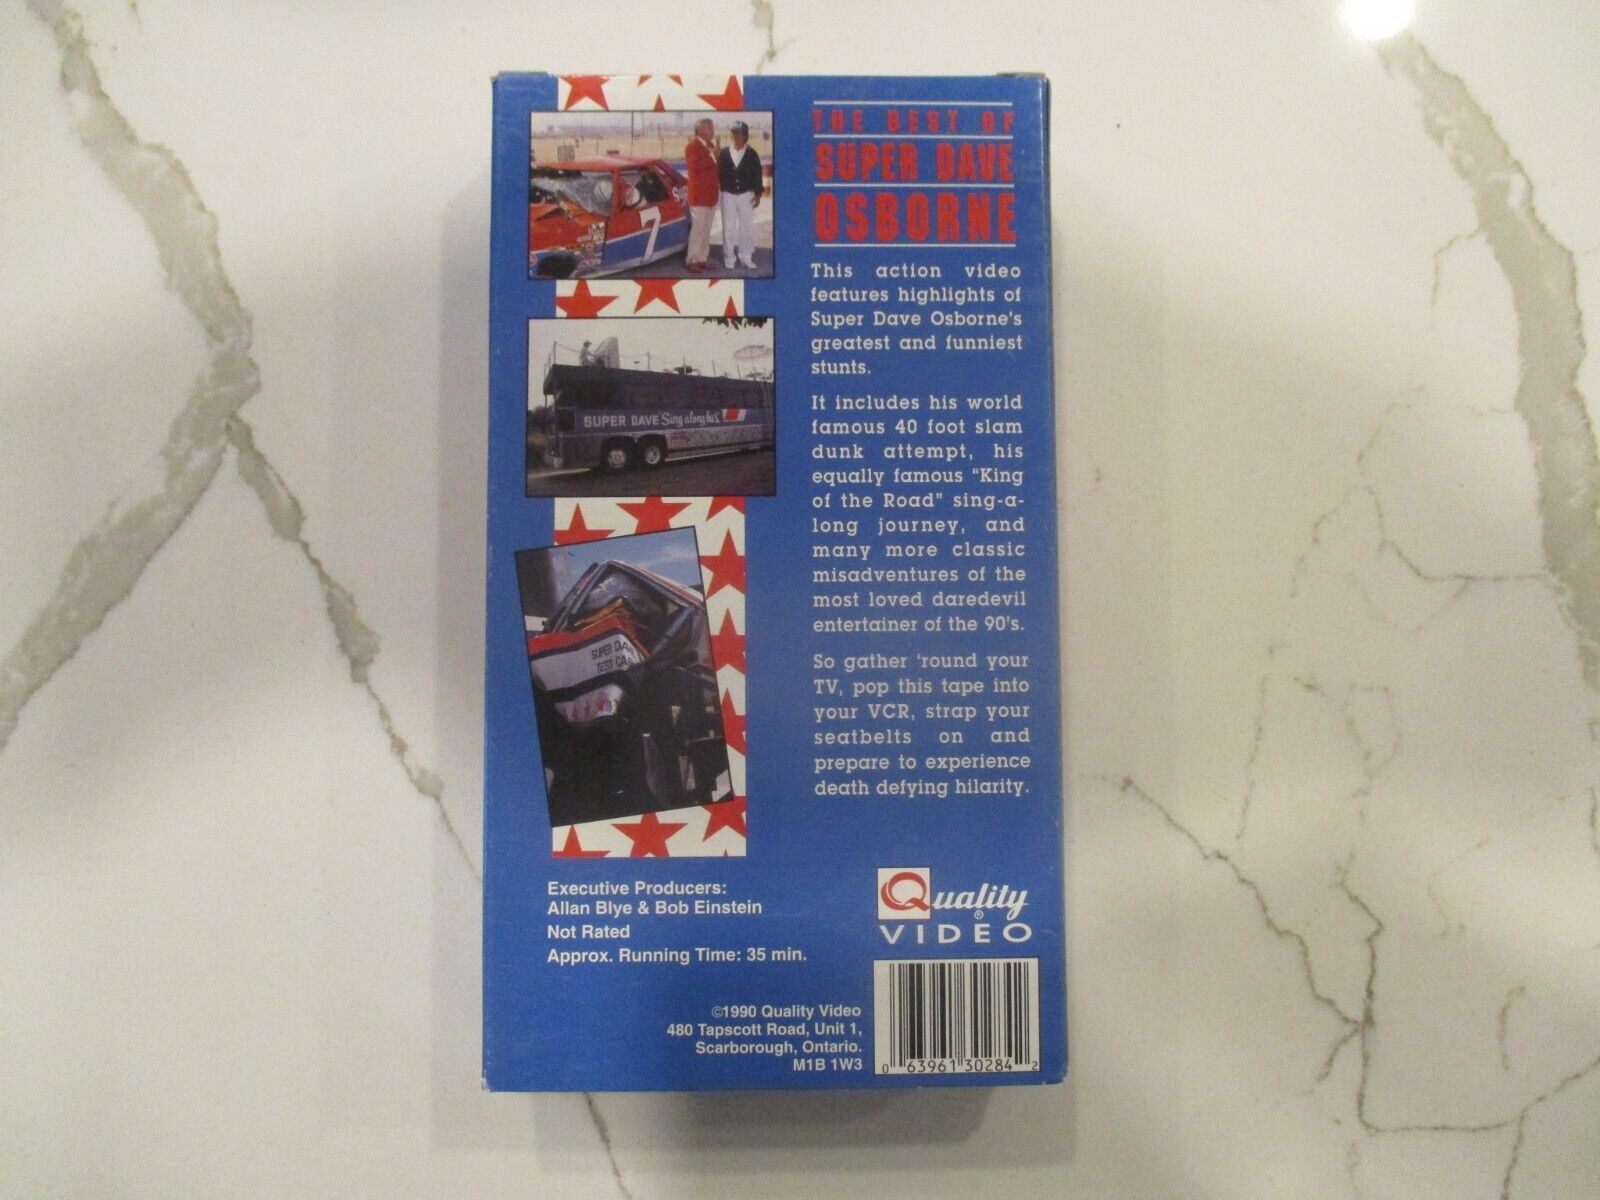 THE BEST OF
SUPER DAVE
OSBORNE
This action video
features highlights of
Super Dave Osborne's
greatest and funniest
stunts.
It includes his world
famous 40 foot slam
dunk attempt, his
equally famous "King
of the Road" sing-a-
long journey, and
many more classic
misadventures of the
most loved daredevil
entertainer of the 90's.
So gather 'round your
TV, pop this tape into
your VCR, strap your
seatbelts on and
prepare to experience
death defying hilarity.
7
SUPER DAVE Sing along bus
SUPER DA
TEST CA
Executive Producers:
Allan Blye & Bob Einstein
Not Rated
Approx. Running Time: 35 min.
Quality
®
VIDEO
©1990 Quality Video
480 Tapscott Road, Unit 1,
Scarborough, Ontario.
M1B 1W3
0 63961 30284 2